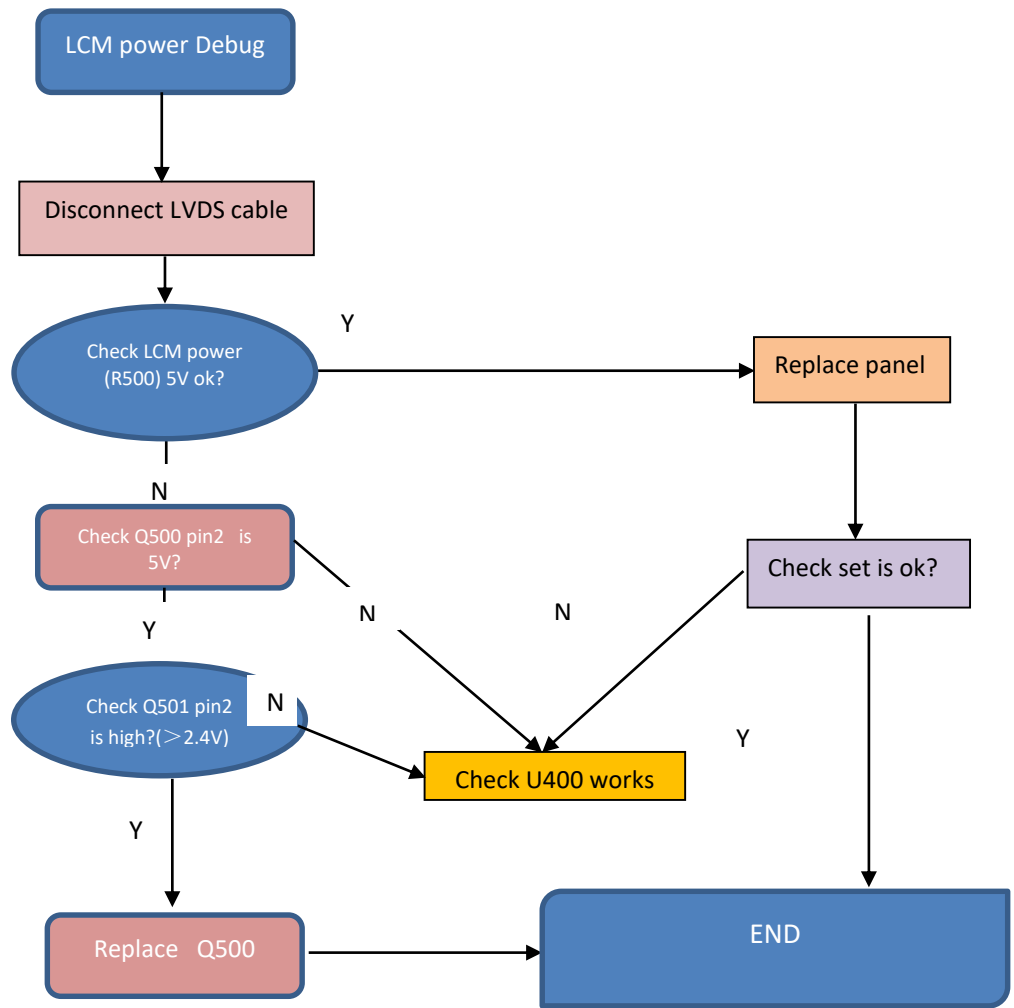 LCM power Debug
Disconnect LVDS cable
Check LCM power
(R500) 5V ok?
Y
Replace panel
N
Check Q500 pin2 is
5V?
Check set is ok?
N
N
Y
Check Q501 pin2
is high?(＞2.4V)
N
Y
Check U400 works
Y
Replace Q500
END